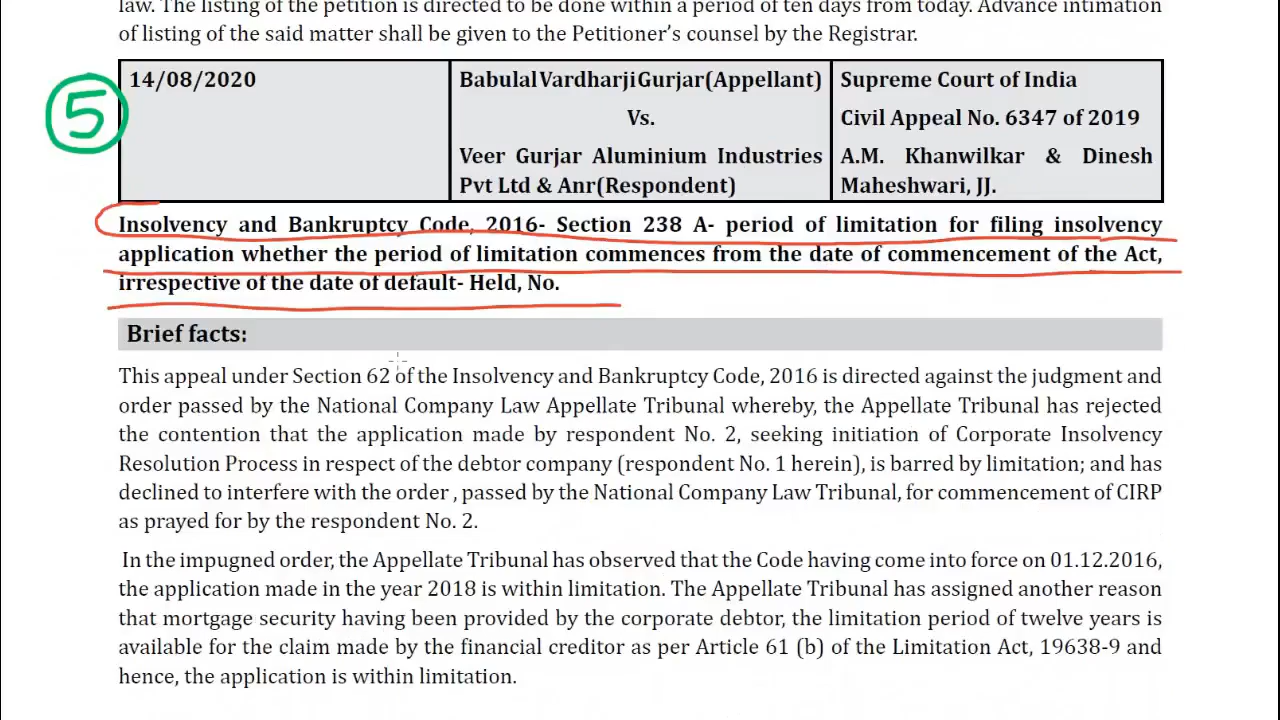 law. The listing of the petition is directed to be done within a period of ten days from today. Advance intimation
of listing of the said matter shall be given to the Petitioner's counsel by the Registrar.
5
14/08/2020
Babulal Vardharji Gurjar(Appellant)
Vs.
Veer Gurjar Aluminium Industries
Pvt Ltd & Anr(Respondent)
Supreme Court of India
Civil Appeal No. 6347 of 2019
A.M. Khanwilkar & Dinesh
Maheshwari, JJ.
Insolvency and Bankruptcy Code, 2016- Section 238 A- period of limitation for filing insolvency
application whether the period of limitation commences from the date of commencement of the Act,
irrespective of the date of default- Held, No.
Brief facts:
This appeal under Section 62 of the Insolvency and Bankruptcy Code, 2016 is directed against the judgment and
order passed by the National Company Law Appellate Tribunal whereby, the Appellate Tribunal has rejected
the contention that the application made by respondent No. 2, seeking initiation of Corporate Insolvency
Resolution Process in respect of the debtor company (respondent No. 1 herein), is barred by limitation; and has
declined to interfere with the order , passed by the National Company Law Tribunal, for commencement of CIRP
as prayed for by the respondent No. 2.
In the impugned order, the Appellate Tribunal has observed that the Code having come into force on 01.12.2016,
the application made in the year 2018 is within limitation. The Appellate Tribunal has assigned another reason
that mortgage security having been provided by the corporate debtor, the limitation period of twelve years is
available for the claim made by the financial creditor as per Article 61 (b) of the Limitation Act, 19638-9 and
hence, the application is within limitation.